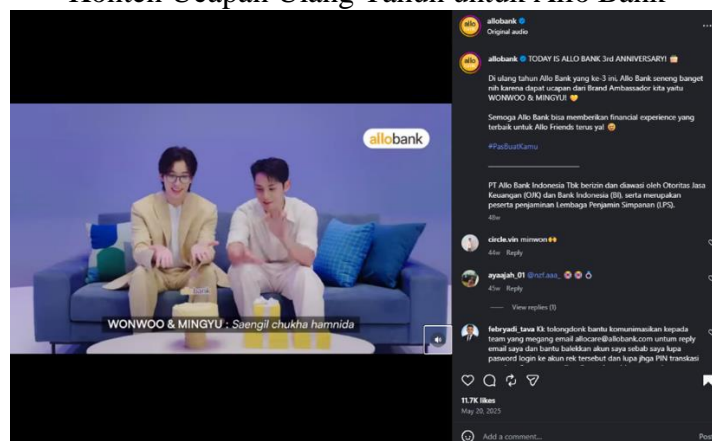 Konten Ucapan Ulang Tahun untuk Allo Bank
allobank
WONWOO & MINGYU : Saengil chukha hamnida
allo
allobank
Original audio
allo
allobank TODAY IS ALLO BANK 3rd ANNIVERSARY!
Di ulang tahun Allo Bank yang ke-3 ini, Allo Bank seneng banget
nih karena dapat ucapan dari Brand Ambassador kita yaitu
WONWOO & MINGYU!
Semoga Allo Bank bisa memberikan financial experience yang
terbaik untuk Allo Friends terus ya!
#PasBuatKamu
PT Allo Bank Indonesia Tbk berizin dan diawasi oleh Otoritas Jasa
Keuangan (OJK) dan Bank Indonesia (BI), serta merupakan
peserta penjaminan Lembaga Penjamin Simpanan (LPS).
48w
circle.vin minwon
44w Reply
ayaajah_01 @nzf.aaa_
45w Reply
View replies (1)
febryadi_tava Kk tolongdonk bantu komunimasikan kepada
team yang megang email allocare@allobank.com untum reply
email saya dan bantu balekkan akun saya sebab saya lupa
pasword login ke akun rek tersebut dan lupa jhga PIN transkasi
11.7K likes
May 20, 2025
Add a comment...
Post